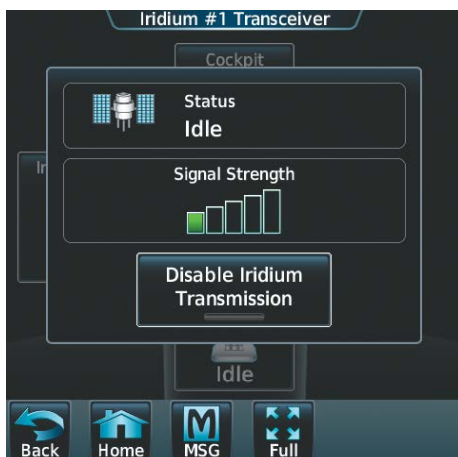 Iridium #1 Transceiver
Cockpit
Status
Idle
Signal Strength
Disable Iridium
Transmission
Idle
Back
Home
MSG
Full